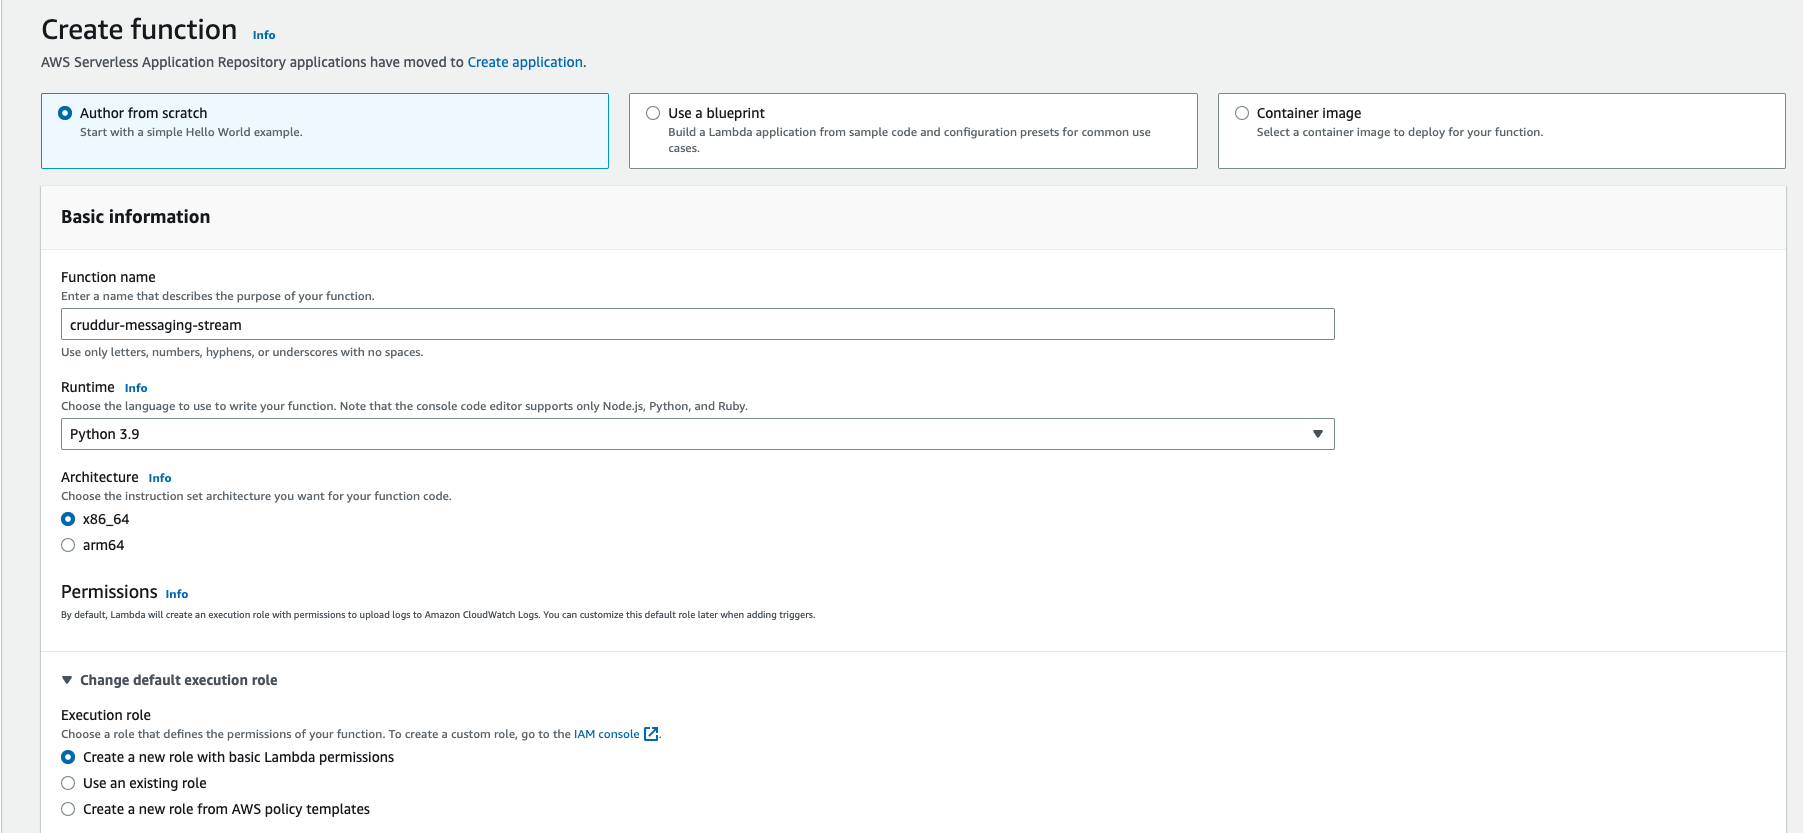 Create function Info
AWS Serverless Application Repository applications have moved to Create application.
Author from scratch
Start with a simple Hello World example.
Use a blueprint
Build a Lambda application from sample code and configuration presets for common use
cases.
Container image
Select a container image to deploy for your function.
Basic information
Function name
Enter a name that describes the purpose of your function.
cruddur-messaging-stream
Use only letters, numbers, hyphens, or underscores with no spaces.
Runtime Info
Choose the language to use to write your function. Note that the console code editor supports only Node.js, Python, and Ruby.
Python 3.9
Architecture Info
Choose the instruction set architecture you want for your function code.
x86_64
arm64
Permissions Info
By default, Lambda will create an execution role with permissions to upload logs to Amazon CloudWatch Logs. You can customize this default role later when adding triggers.
Change default execution role
Execution role
Choose a role that defines the permissions of your function. To create a custom role, go to the IAM console.
Create a new role with basic Lambda permissions
Use an existing role
Create a new role from AWS policy templates